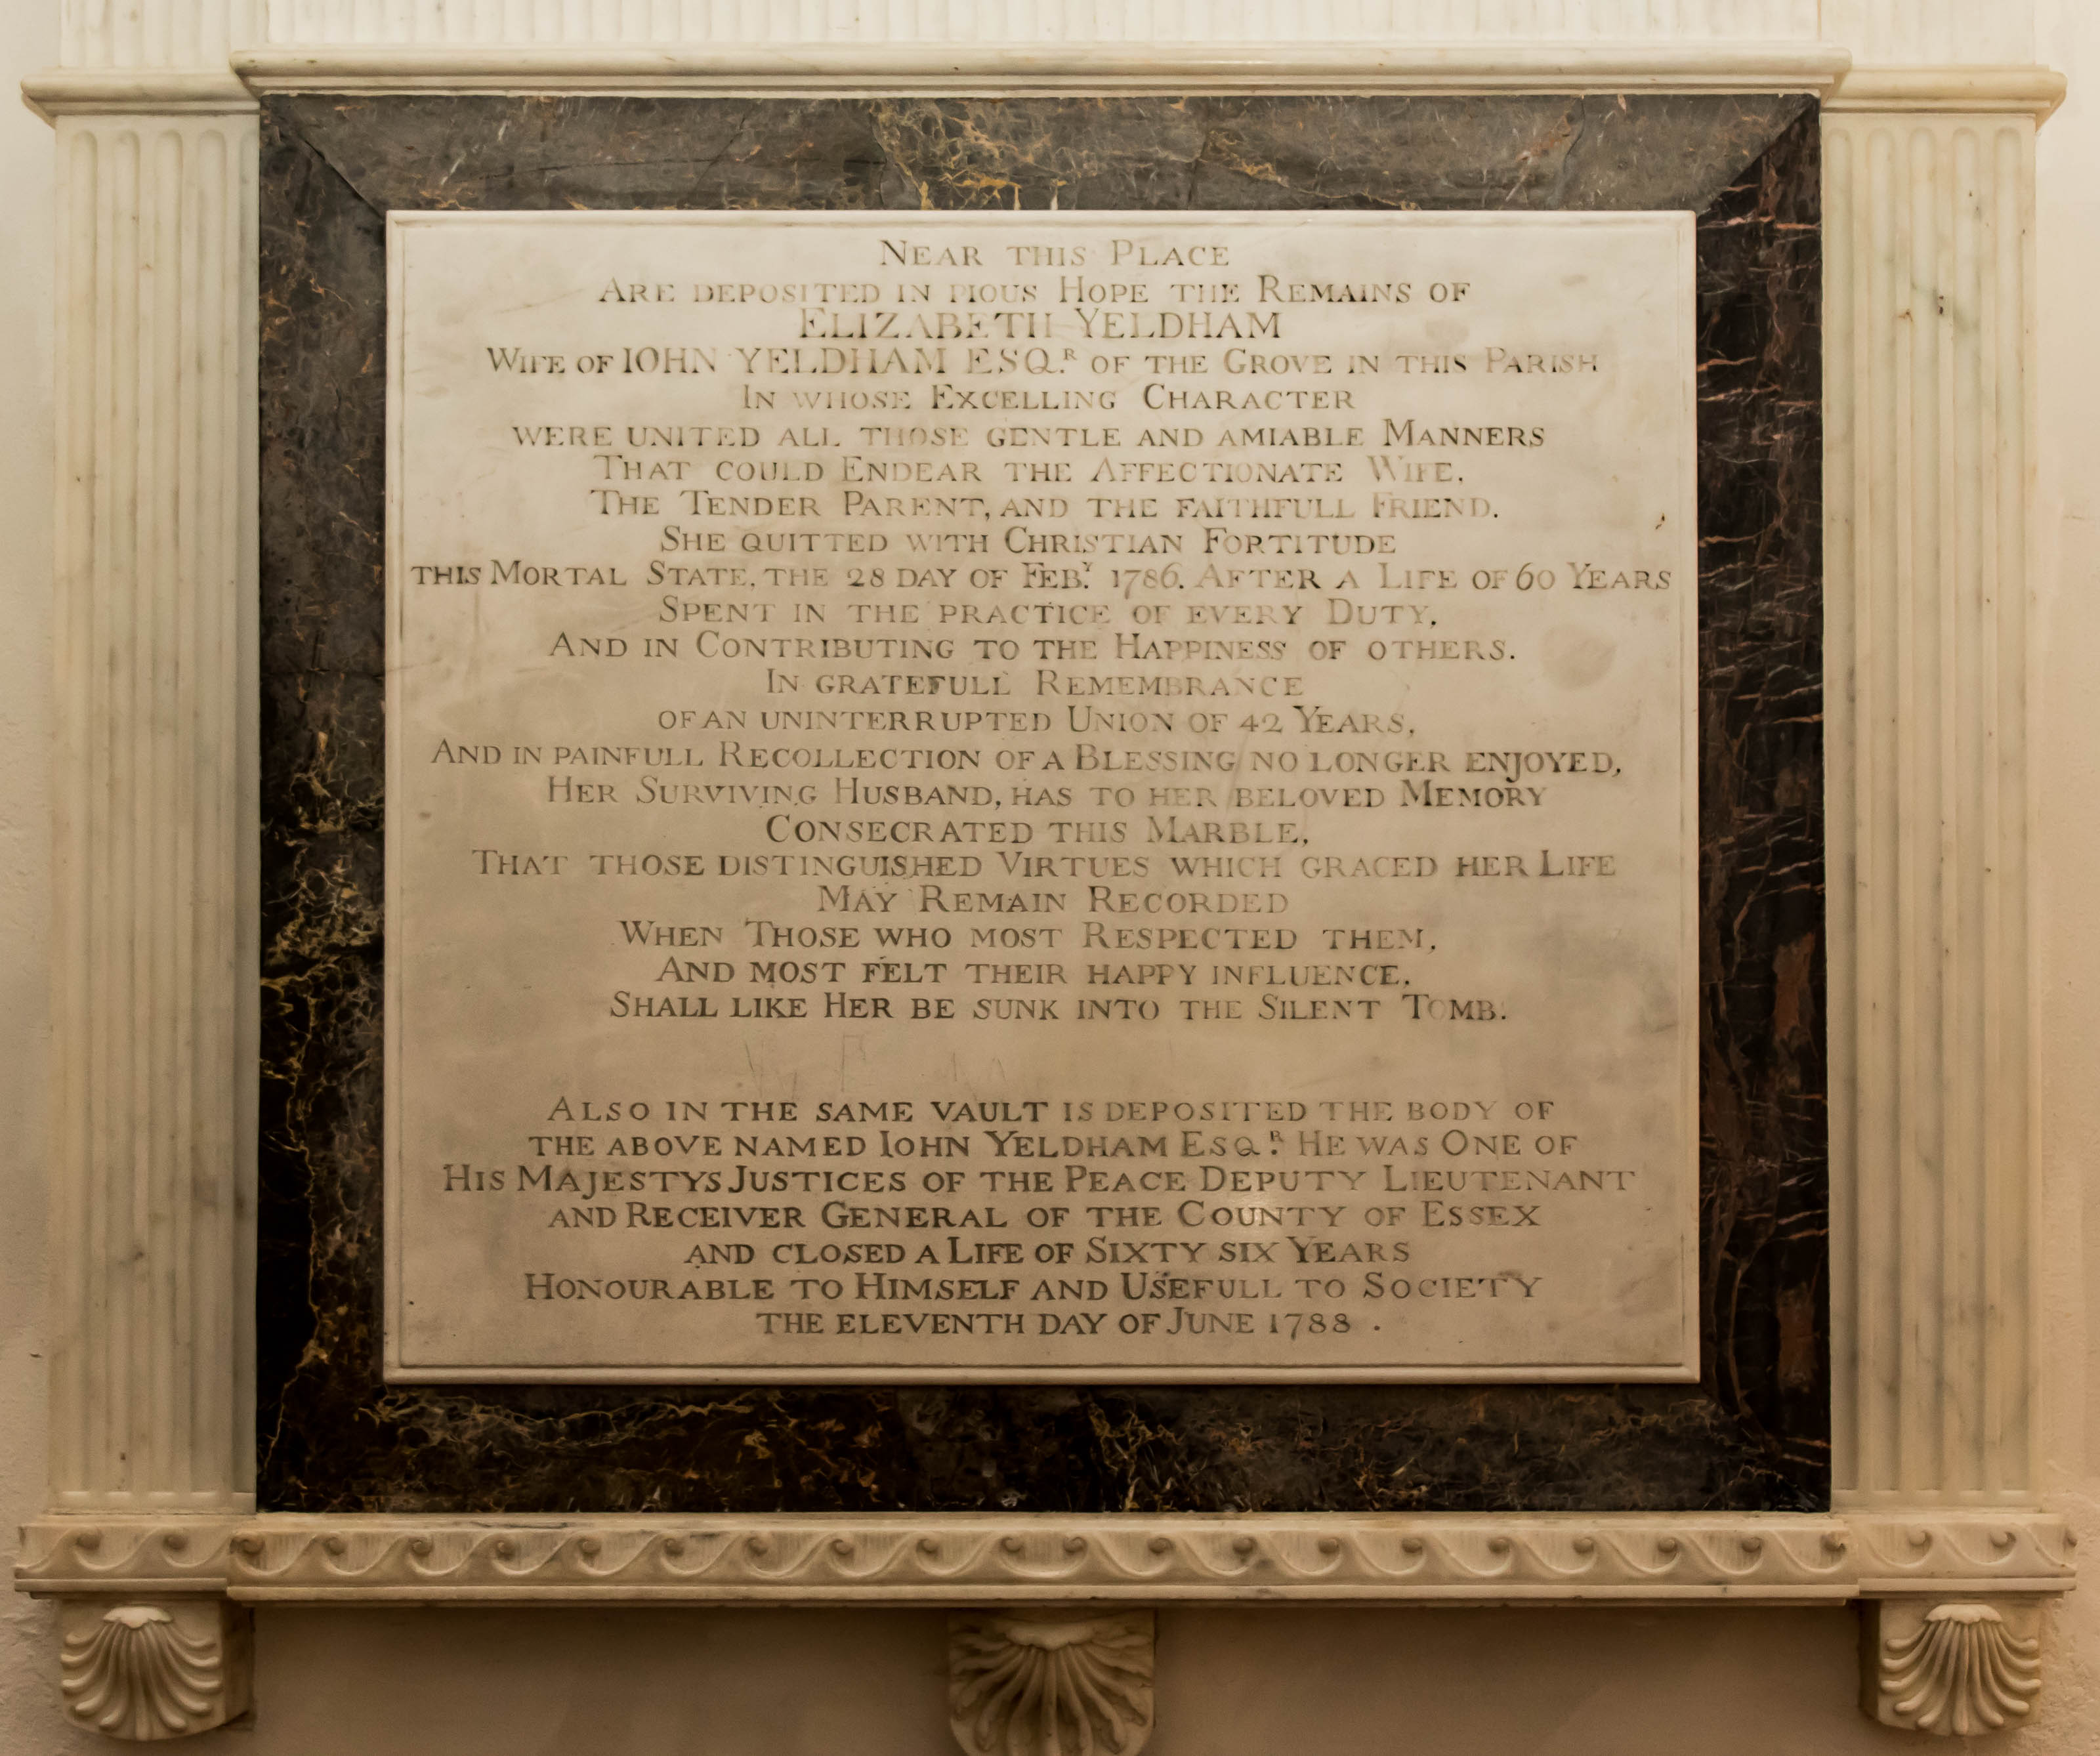 NEAR THIS PLACE
ARE DEPOSITED IN PIOUS HOPE THE REMAINS OF
ELIZABETH YELDHAM
WIFE OF IOHN YELDHAM ESQ.R OF THE GROVE IN THIS PARISH
IN WHOSE EXCELLING CHARACTER
WERE UNITED ALL THOSE GENTLE AND AMIABLE MANNERS
THAT COULD ENDEAR THE AFFECTIONATE WIFE,
THE TENDER PARENT, AND THE FAITHFULL FRIEND.
SHE QUITTED WITH CHRISTIAN FORTITUDE
THIS MORTAL STATE, THE 28 DAY OF FEB.Y 1786. AFTER A LIFE OF 60 YEARS
SPENT IN THE PRACTICE OF EVERY DUTY,
AND IN CONTRIBUTING TO THE HAPPINESS OF OTHERS.
IN GRATEFULL REMEMBRANCE
OF AN UNINTERRUPTED UNION OF 42 YEARS,
AND IN PAINFULL RECOLLECTION OF A BLESSING NO LONGER ENJOYED,
HER SURVIVING HUSBAND, HAS TO HER BELOVED MEMORY
CONSECRATED THIS MARBLE,
THAT THOSE DISTINGUISHED VIRTUES WHICH GRACED HER LIFE
MAY REMAIN RECORDED
WHEN THOSE WHO MOST RESPECTED THEM,
AND MOST FELT THEIR HAPPY INFLUENCE,
SHALL LIKE HER BE SUNK INTO THE SILENT TOMB.
ALSO IN THE SAME VAULT IS DEPOSITED THE BODY OF
THE ABOVE NAMED IOHN YELDHAM ESQ.R HE WAS ONE OF
HIS MAJESTYS JUSTICES OF THE PEACE DEPUTY LIEUTENANT
AND RECEIVER GENERAL OF THE COUNTY OF ESSEX
AND CLOSED A LIFE OF SIXTY SIX YEARS
HONOURABLE TO HIMSELF AND USEFULL TO SOCIETY
THE ELEVENTH DAY OF JUNE 1788 .